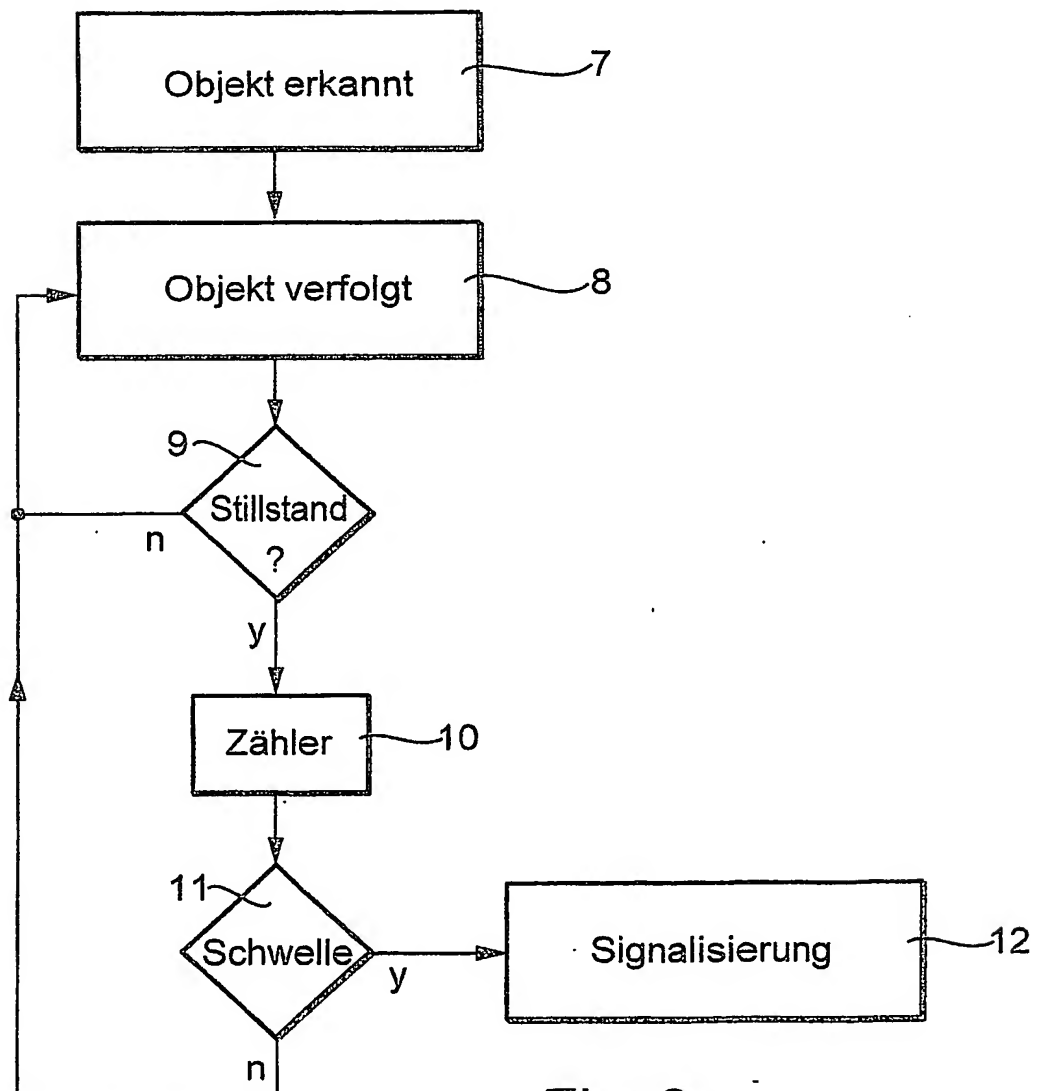 Objekt erkannt
7
Objekt verfolgt
8
9
Stillstand
?
n
y
Zähler
10
11
Schwelle
y
Signalisierung
12
n